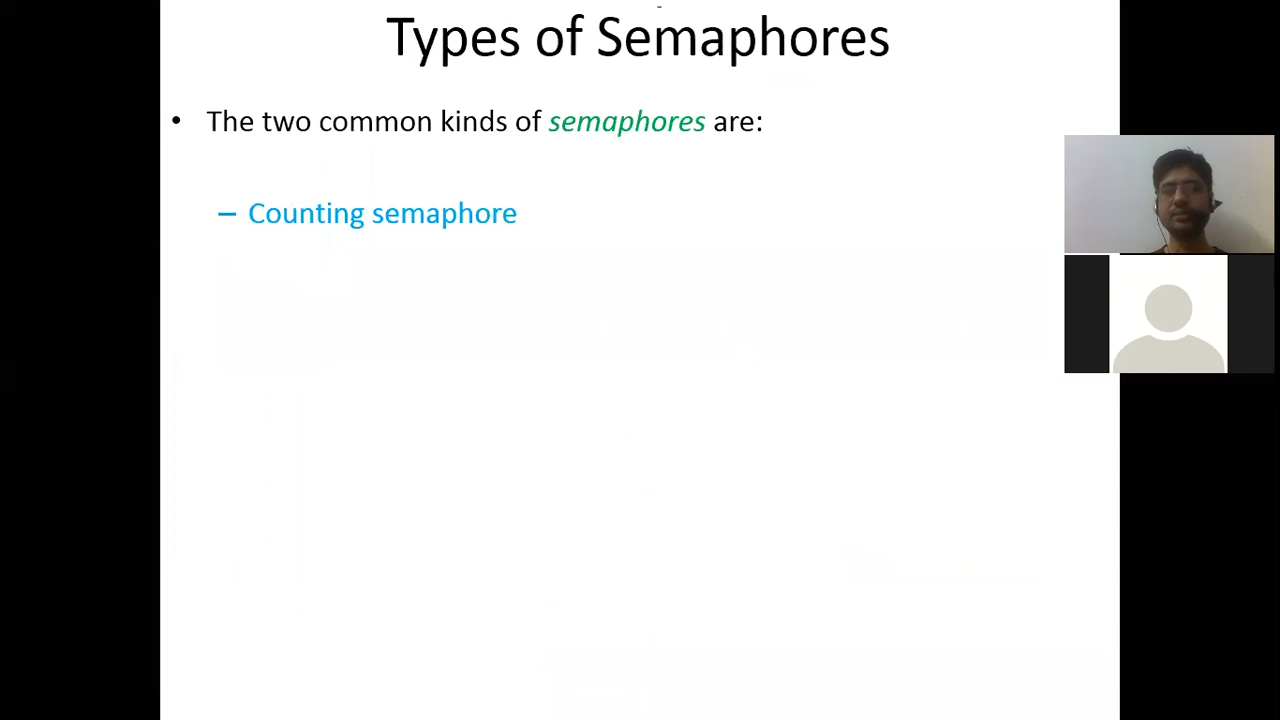 Types of Semaphores
• The two common kinds of semaphores are:
– Counting semaphore